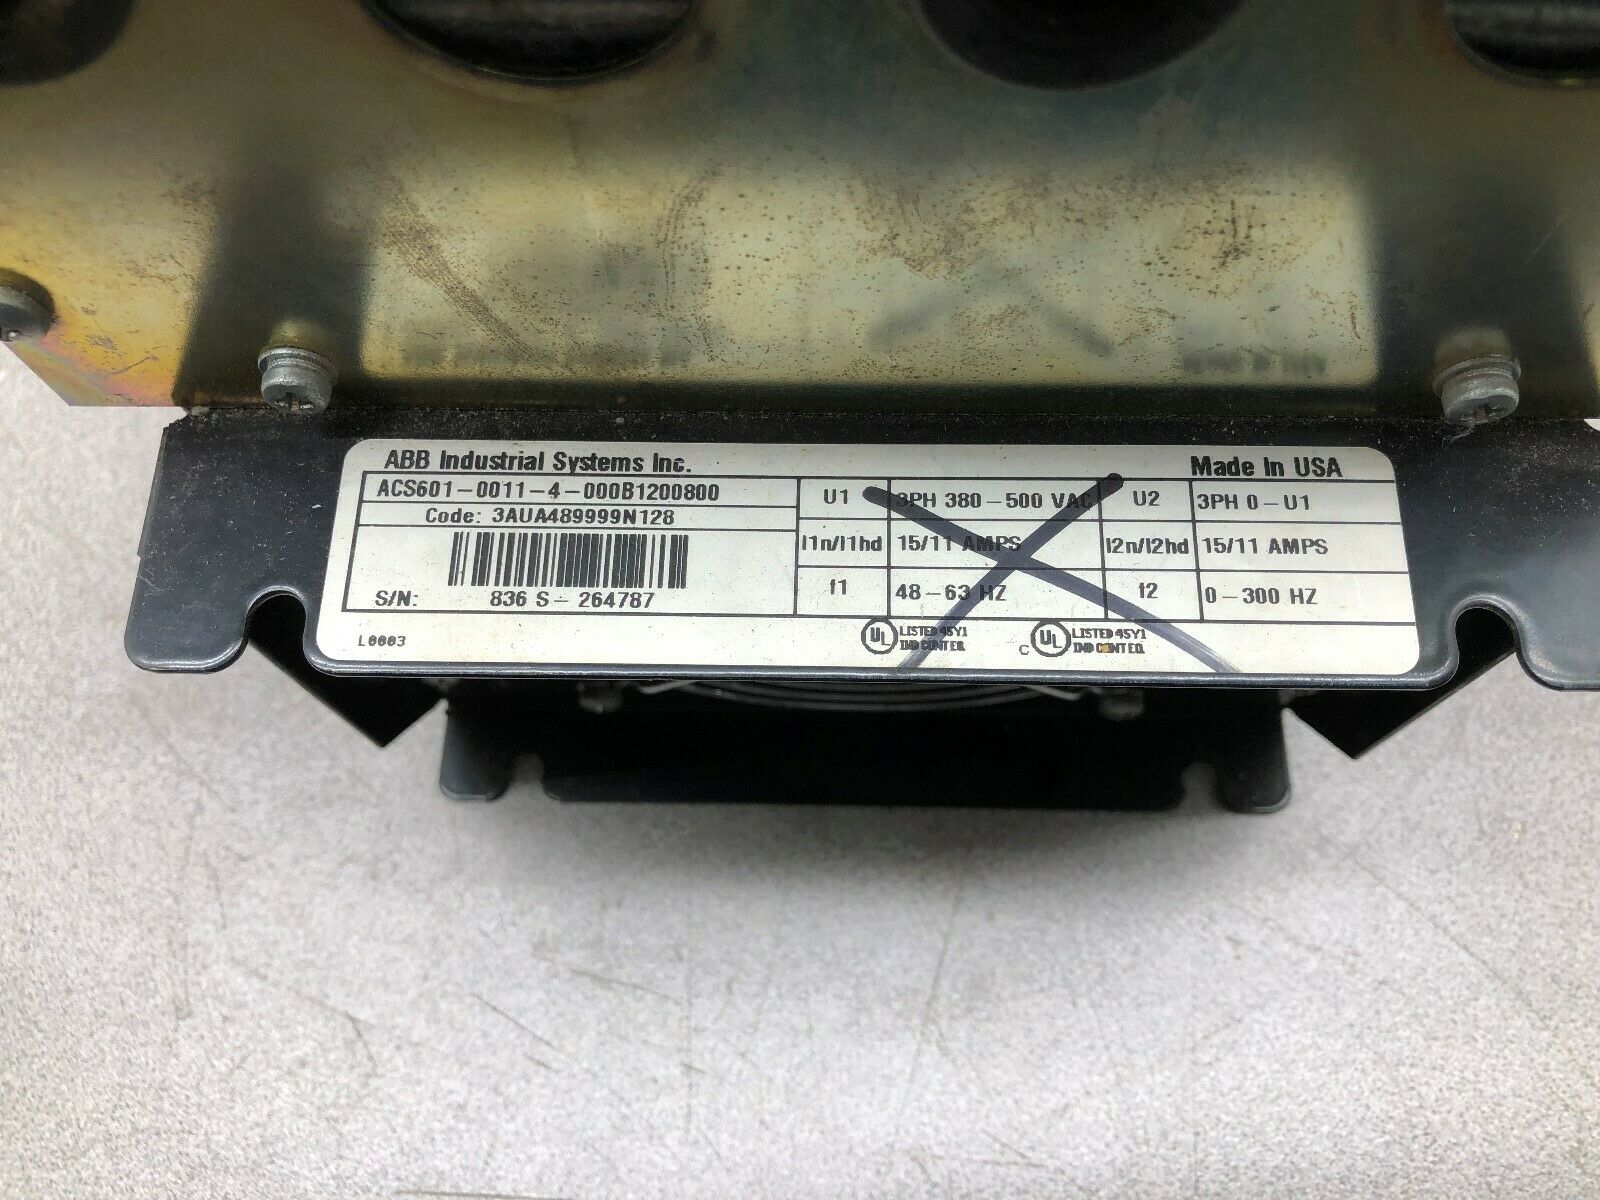 ABB Industrial Systems Inc. Made In USA
ACS601-0011-4-000B1200800
Code: 3AUA489999N128
S/N: 836 S-264787
L0003
U1 3PH 380-500 VAC U2 3PH 0-U1
I1n/I1hd 15/11 AMPS I2n/I2hd 15/11 AMPS
f1 48-63 HZ f2 0-300 HZ
UL LISTED 45Y1 IND CONT EQ.
C UL LISTED 45Y1 IND CONT EQ.